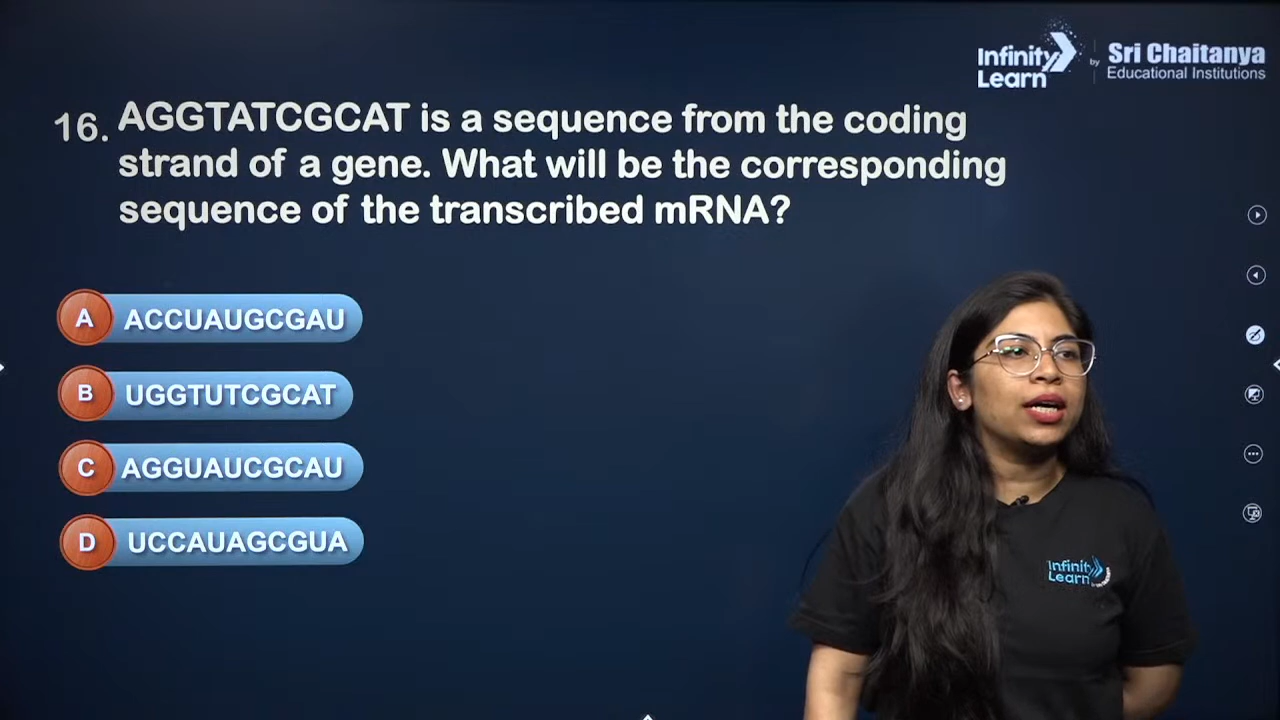 Infinity
Learn
by
Sri Chaitanya
Educational Institutions
16. AGGTATCGCAT is a sequence from the coding
strand of a gene. What will be the corresponding
sequence of the transcribed mRNA?
A ACCUAUGCGAU
B UGGTUTCGCAT
C AGGUAUCGCAU
D UCCAUAGCGUA
Infinity
Learn